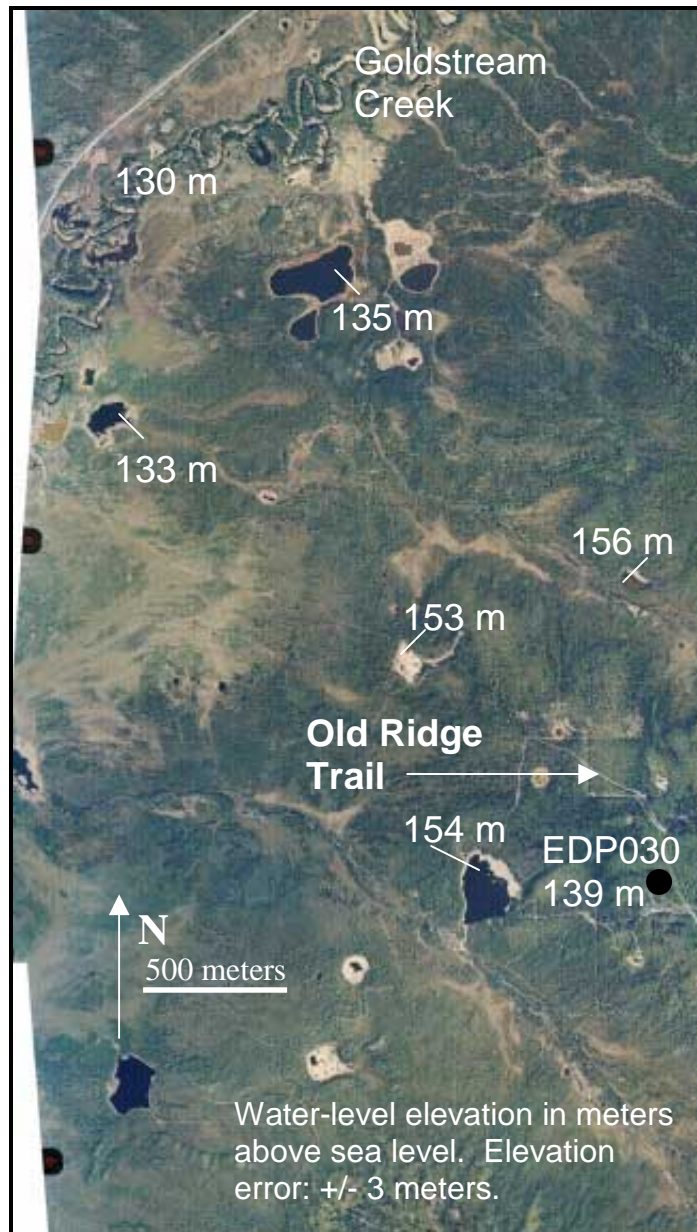 Goldstream
Creek
130 m
135 m
133 m
156 m
153 m
Old Ridge
Trail
154 m
EDP030
139 m
N
500 meters
Water-level elevation in meters
above sea level.  Elevation
error: +/- 3 meters.